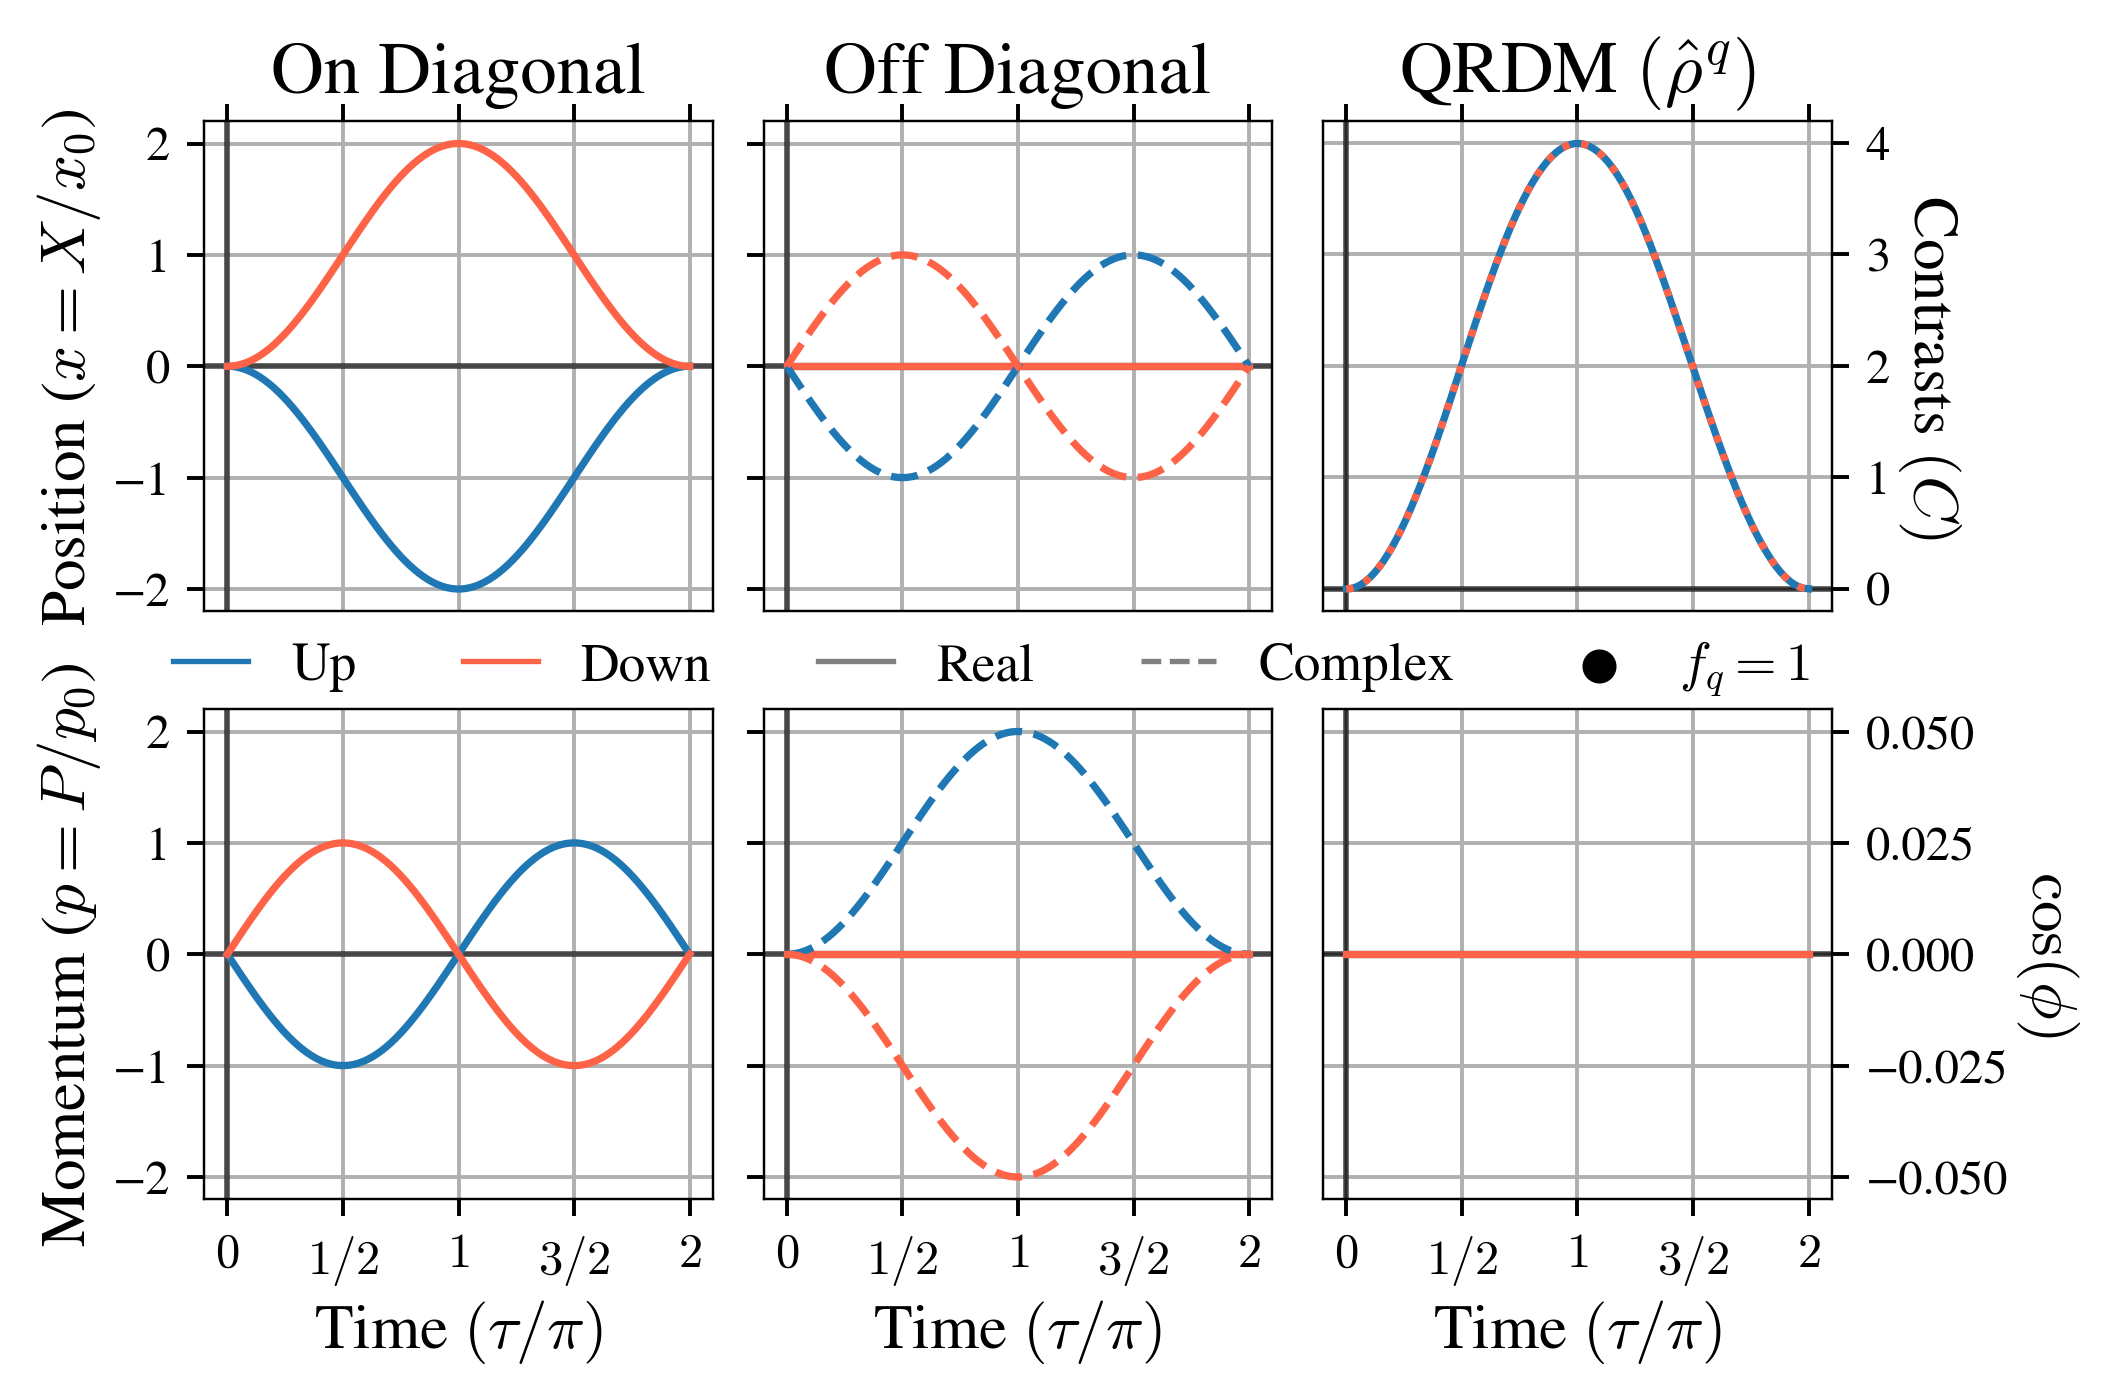 On Diagonal
Off Diagonal
QRDM (ρ̂^q)
Position (x = X/x₀)
2
1
0
−1
−2
4
3
2
1
0
Contrasts (C)
Up
Down
Real
Complex
f_q = 1
Momentum (p = P/p₀)
2
1
0
−1
−2
0.050
0.025
0.000
−0.025
−0.050
cos(ϕ)
0 1/2 1 3/2 2
0 1/2 1 3/2 2
0 1/2 1 3/2 2
Time (τ/π)
Time (τ/π)
Time (τ/π)